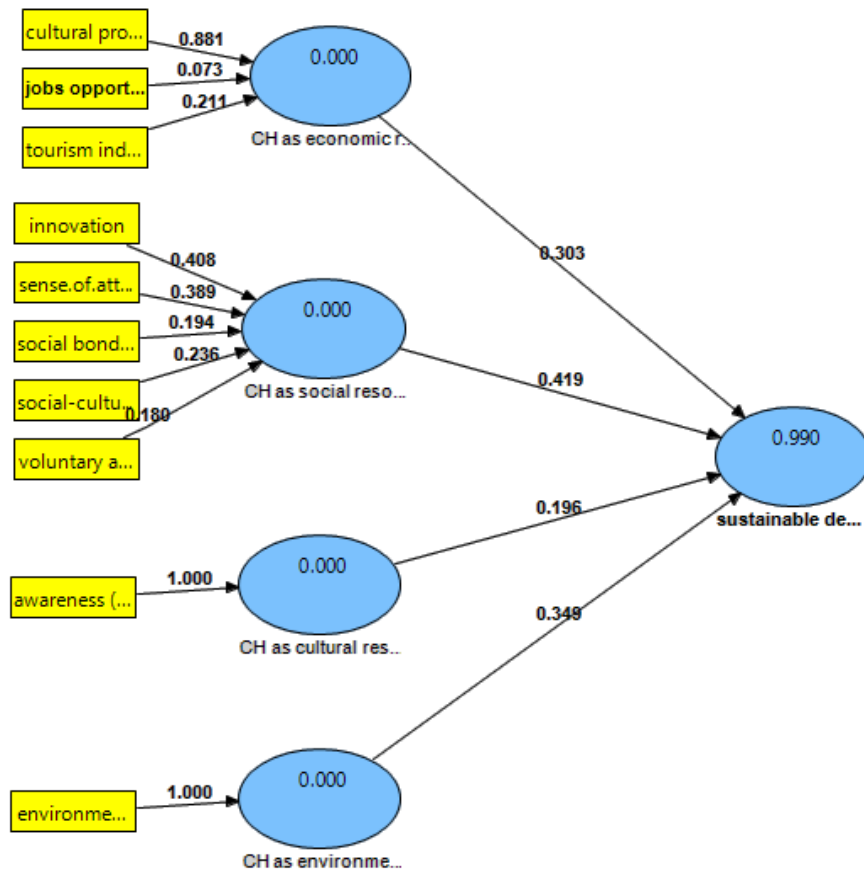 cultural pro...
0.881
jobs opport...
0.073
0.211
tourism ind...
0.000
CH as economic r...
0.303
innovation
0.408
sense.of.att...
0.389
social bond...
0.194
0.236
social-cultu...
0.180
voluntary a...
0.000
CH as social reso...
0.419
0.990
sustainable de...
awareness (...
1.000
0.000
CH as cultural res...
0.196
0.349
environme...
1.000
0.000
CH as environme...